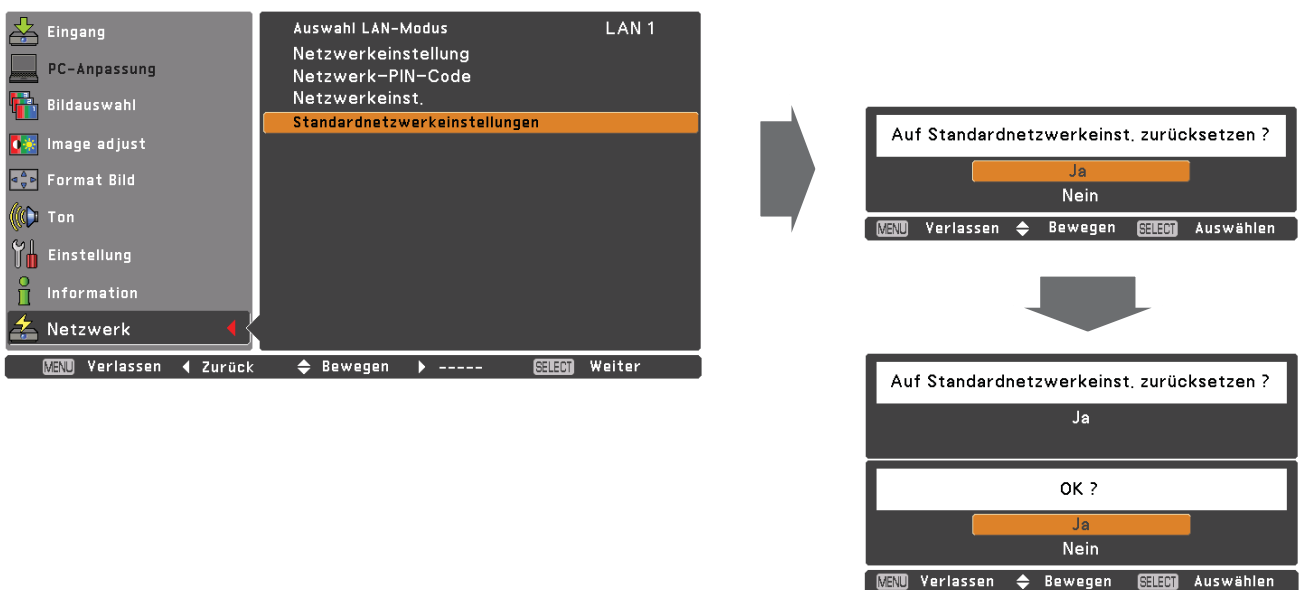 Eingang
PC-Anpassung
Bildauswahl
Image adjust
Format Bild
Ton
Einstellung
Information
Netzwerk
Auswahl LAN-Modus LAN 1
Netzwerkeinstellung
Netzwerk-PIN-Code
Netzwerkeinst.
Standardnetzwerkeinstellungen
MENU Verlassen Zurück Bewegen ----- SELECT Weiter
Auf Standardnetzwerkeinst. zurücksetzen ?
Ja
Nein
MENU Verlassen Bewegen SELECT Auswählen
Auf Standardnetzwerkeinst. zurücksetzen ?
Ja
OK ?
Ja
Nein
MENU Verlassen Bewegen SELECT Auswählen